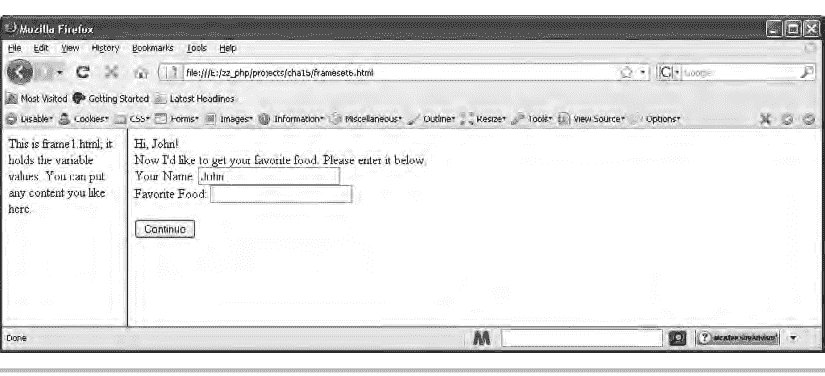 Mozilla Firefox
File Edit View History Bookmarks Tools Help
file:///E:/zz_php/projects/cha15/frameset6.html
Google
Most Visited Getting Started Latest Headlines
Disable Cookies CSS Forms Images Information Miscellaneous Outline Resize Tools View Source Options
This is frame1.html; it
holds the variable
values. You can put
any content you like
here.
Hi, John!
Now I'd like to get your favorite food. Please enter it below.
Your Name: John
Favorite Food:
Continue
Done